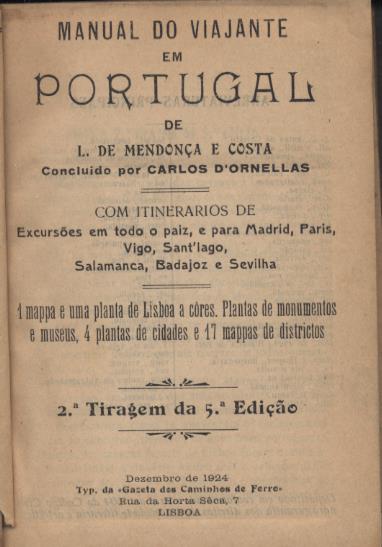 MANUAL DO VIAJANTE
EM
PORTUGAL
DE
L. DE MENDONÇA E COSTA
Concluido por CARLOS D'ORNELLAS
COM ITINERARIOS DE
Excursões em todo o paiz, e para Madrid, Paris,
Vigo, Sant'Iago,
Salamanca, Badajoz e Sevilha
1 mappa e uma planta de Lisboa a côres. Plantas de monumentos
e museus, 4 plantas de cidades e 17 mappas de districtos
2.ª Tiragem da 5.ª Edição
Dezembro de 1924
Typ. da «Gazeta dos Caminhos de Ferro»
Rua da Horta Sêca, 7
LISBOA